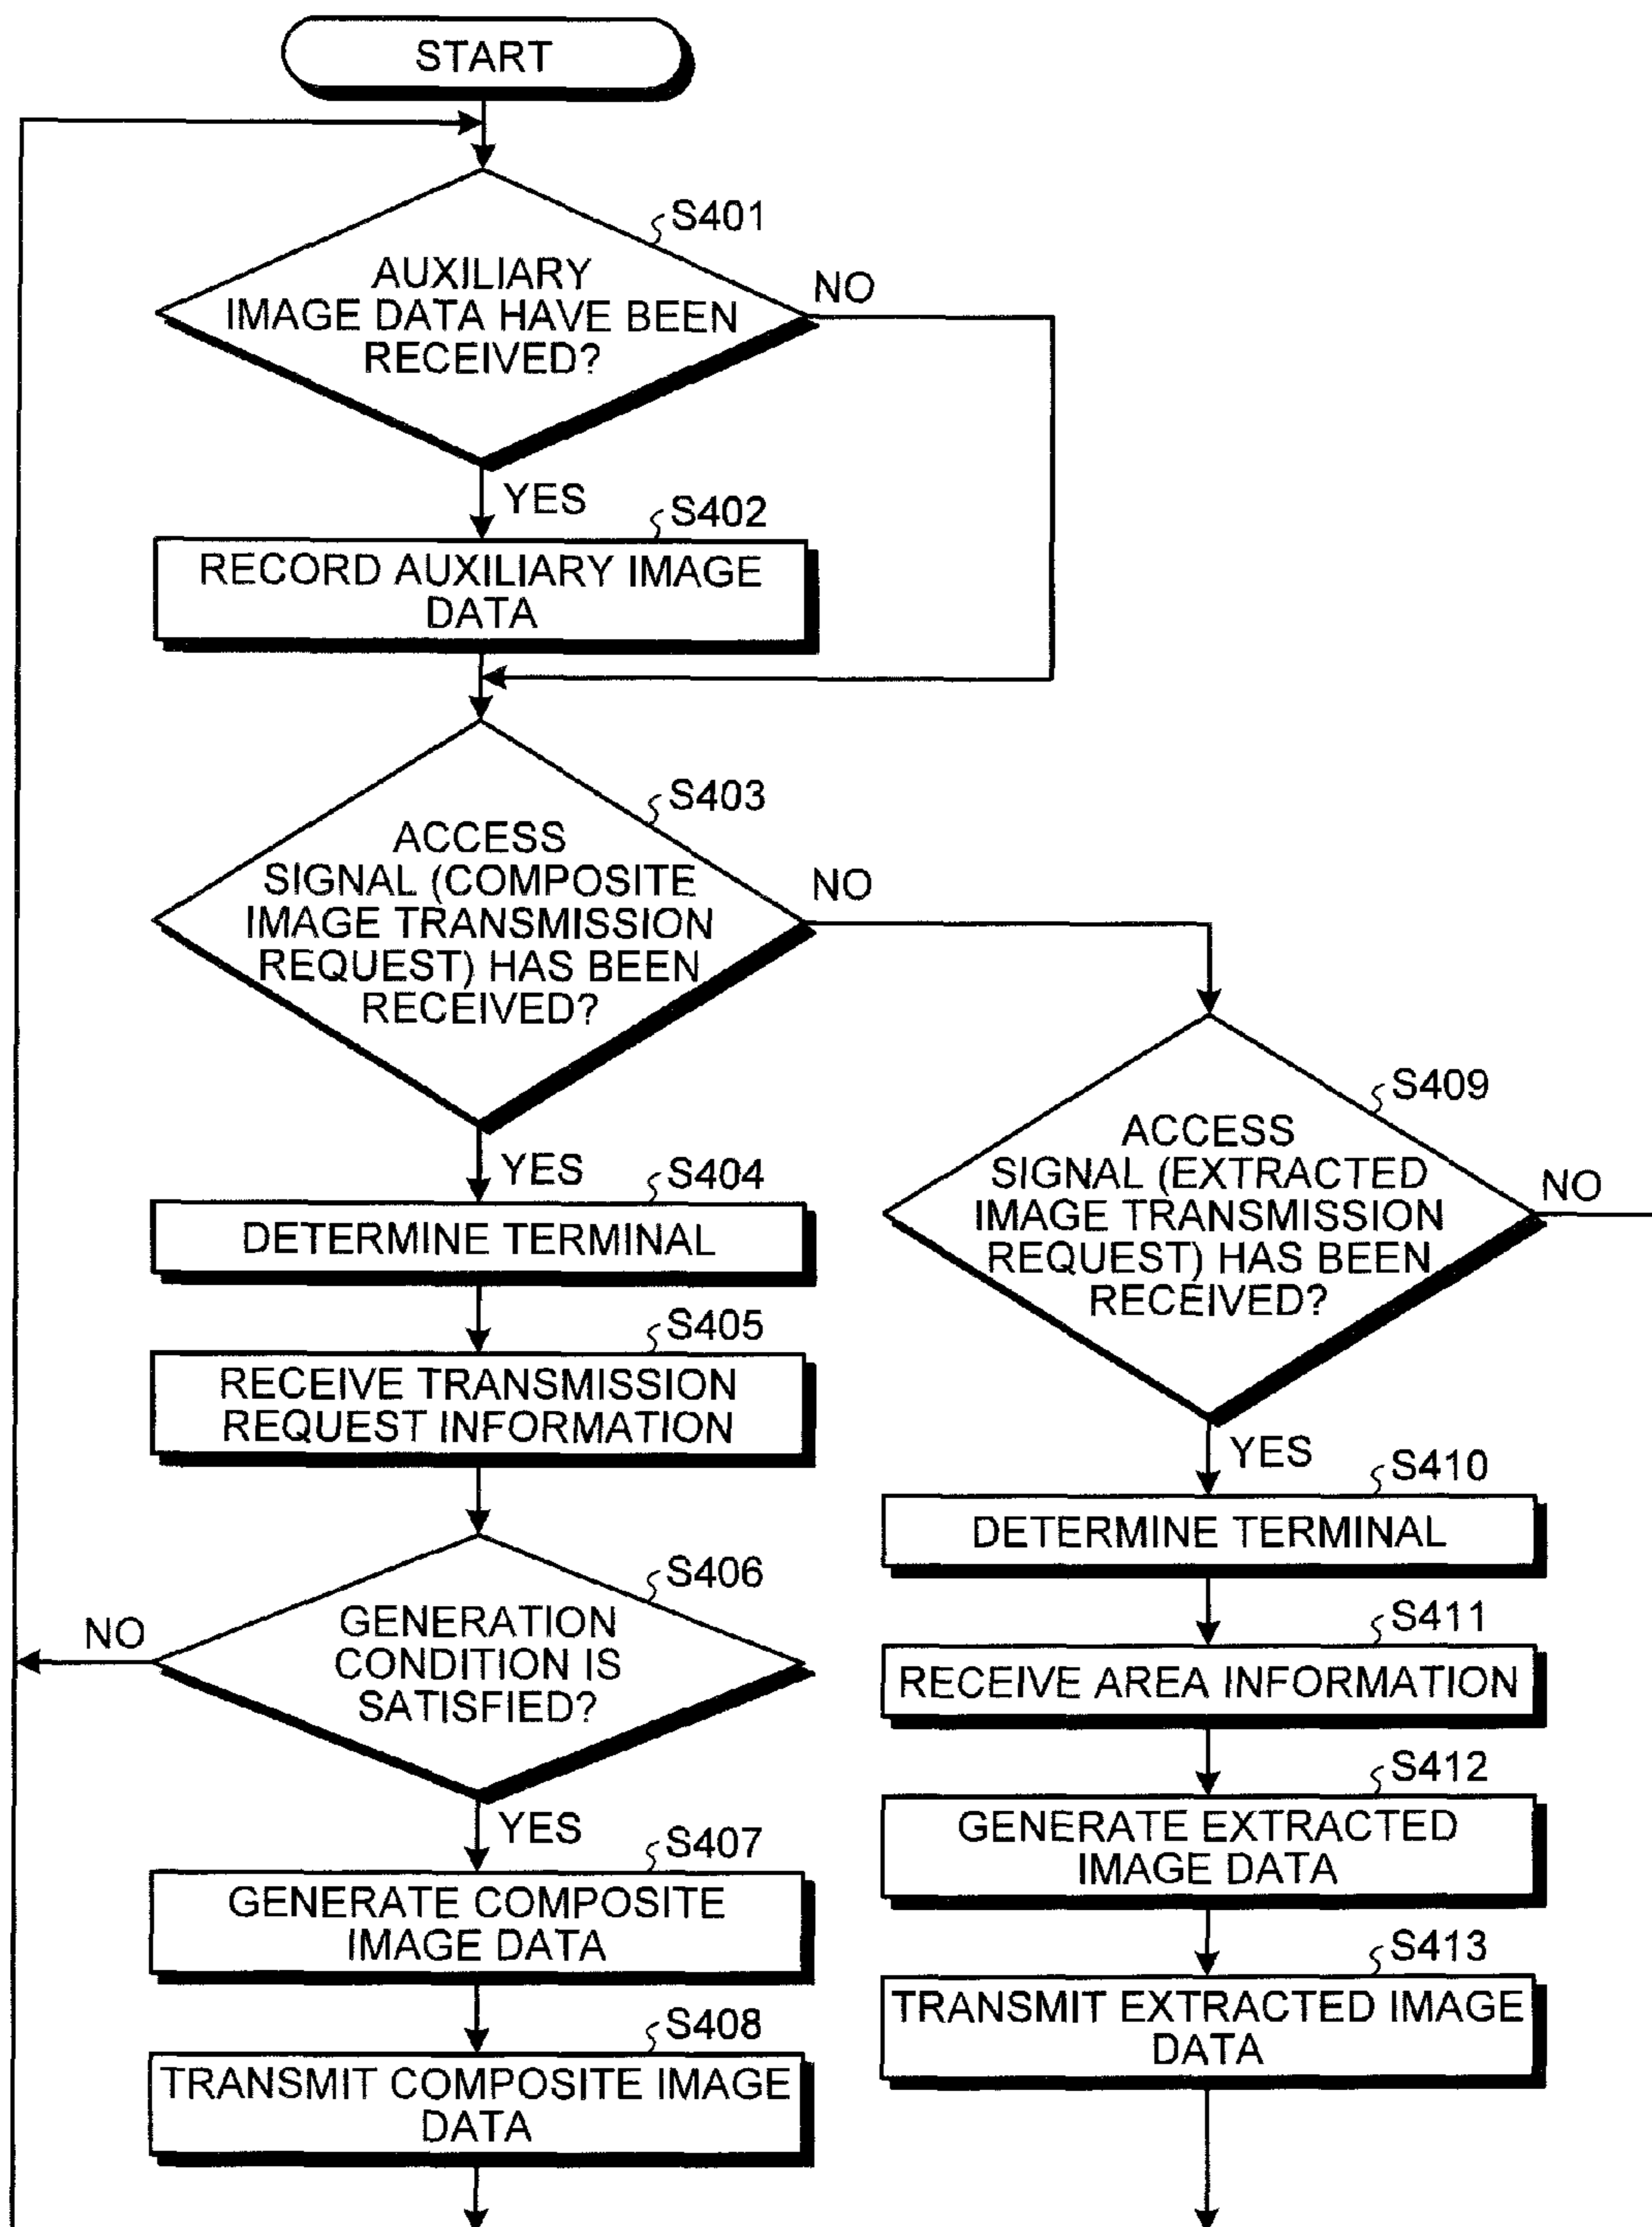 START
S401
AUXILIARY
IMAGE DATA HAVE BEEN
RECEIVED?
NO
YES
S402
RECORD AUXILIARY IMAGE
DATA
S403
ACCESS
SIGNAL (COMPOSITE
IMAGE TRANSMISSION
REQUEST) HAS BEEN
RECEIVED?
NO
YES
S404
DETERMINE TERMINAL
S405
RECEIVE TRANSMISSION
REQUEST INFORMATION
S406
GENERATION
CONDITION IS
SATISFIED?
NO
YES
S407
GENERATE COMPOSITE
IMAGE DATA
S408
TRANSMIT COMPOSITE IMAGE
DATA
S409
ACCESS
SIGNAL (EXTRACTED
IMAGE TRANSMISSION
REQUEST) HAS BEEN
RECEIVED?
NO
YES
S410
DETERMINE TERMINAL
S411
RECEIVE AREA INFORMATION
S412
GENERATE EXTRACTED
IMAGE DATA
S413
TRANSMIT EXTRACTED IMAGE
DATA